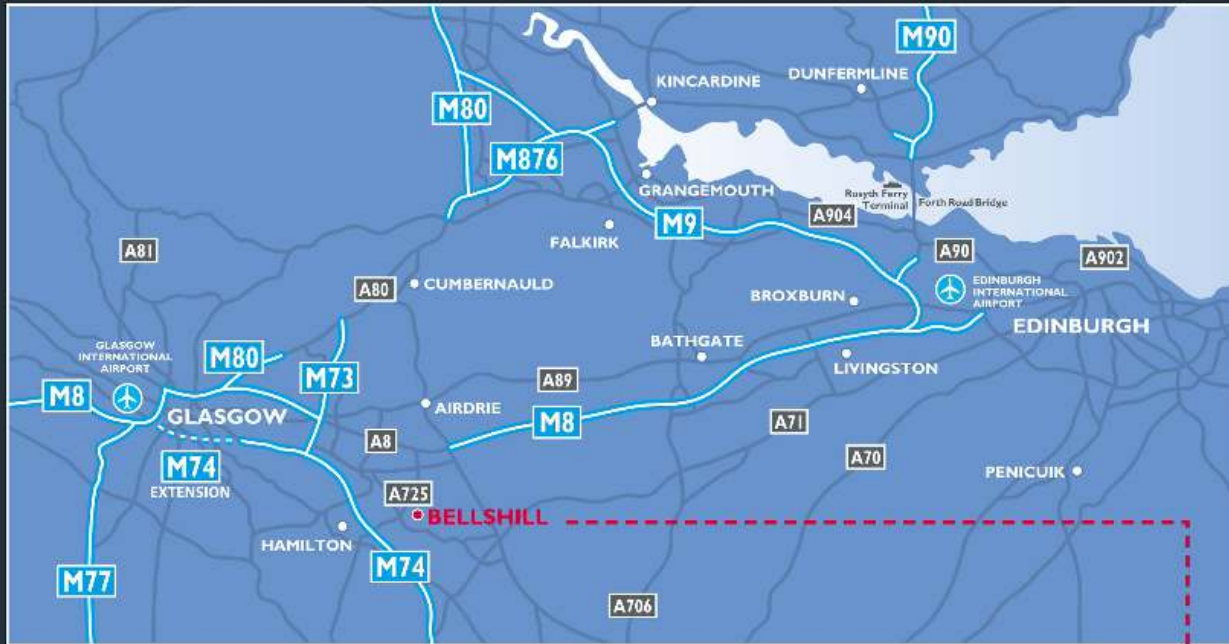 M90
DUNFERMLINE
KINCARDINE
M80
M876
GRANGEMOUTH
Rosyth Ferry
Terminal
Forth Road Bridge
A904
M9
FALKIRK
A81
A90
A902
CUMBERNAULD
A80
EDINBURGH
INTERNATIONAL
AIRPORT
BROXBURN
EDINBURGH
BATHGATE
LIVINGSTON
GLASGOW
INTERNATIONAL
AIRPORT
M80
M73
M8
A89
AIRDRIE
GLASGOW
M8
A71
A8
A70
M74
EXTENSION
PENICUIK
A725
BELLSHILL
HAMILTON
M74
M77
A706